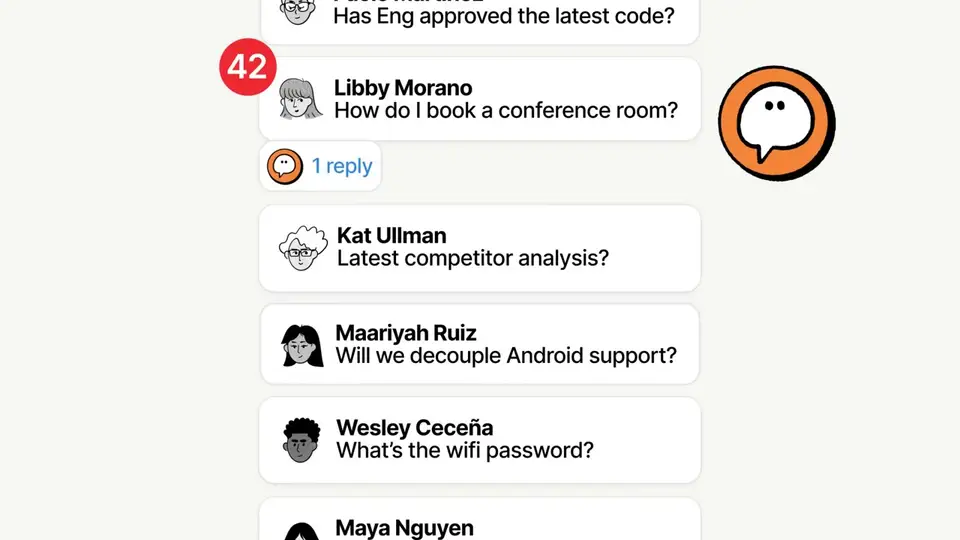 Has Eng approved the latest code?
42
Libby Morano
How do I book a conference room?
1 reply
Kat Ullman
Latest competitor analysis?
Maariyah Ruiz
Will we decouple Android support?
Wesley Ceceña
What's the wifi password?
Maya Nguyen